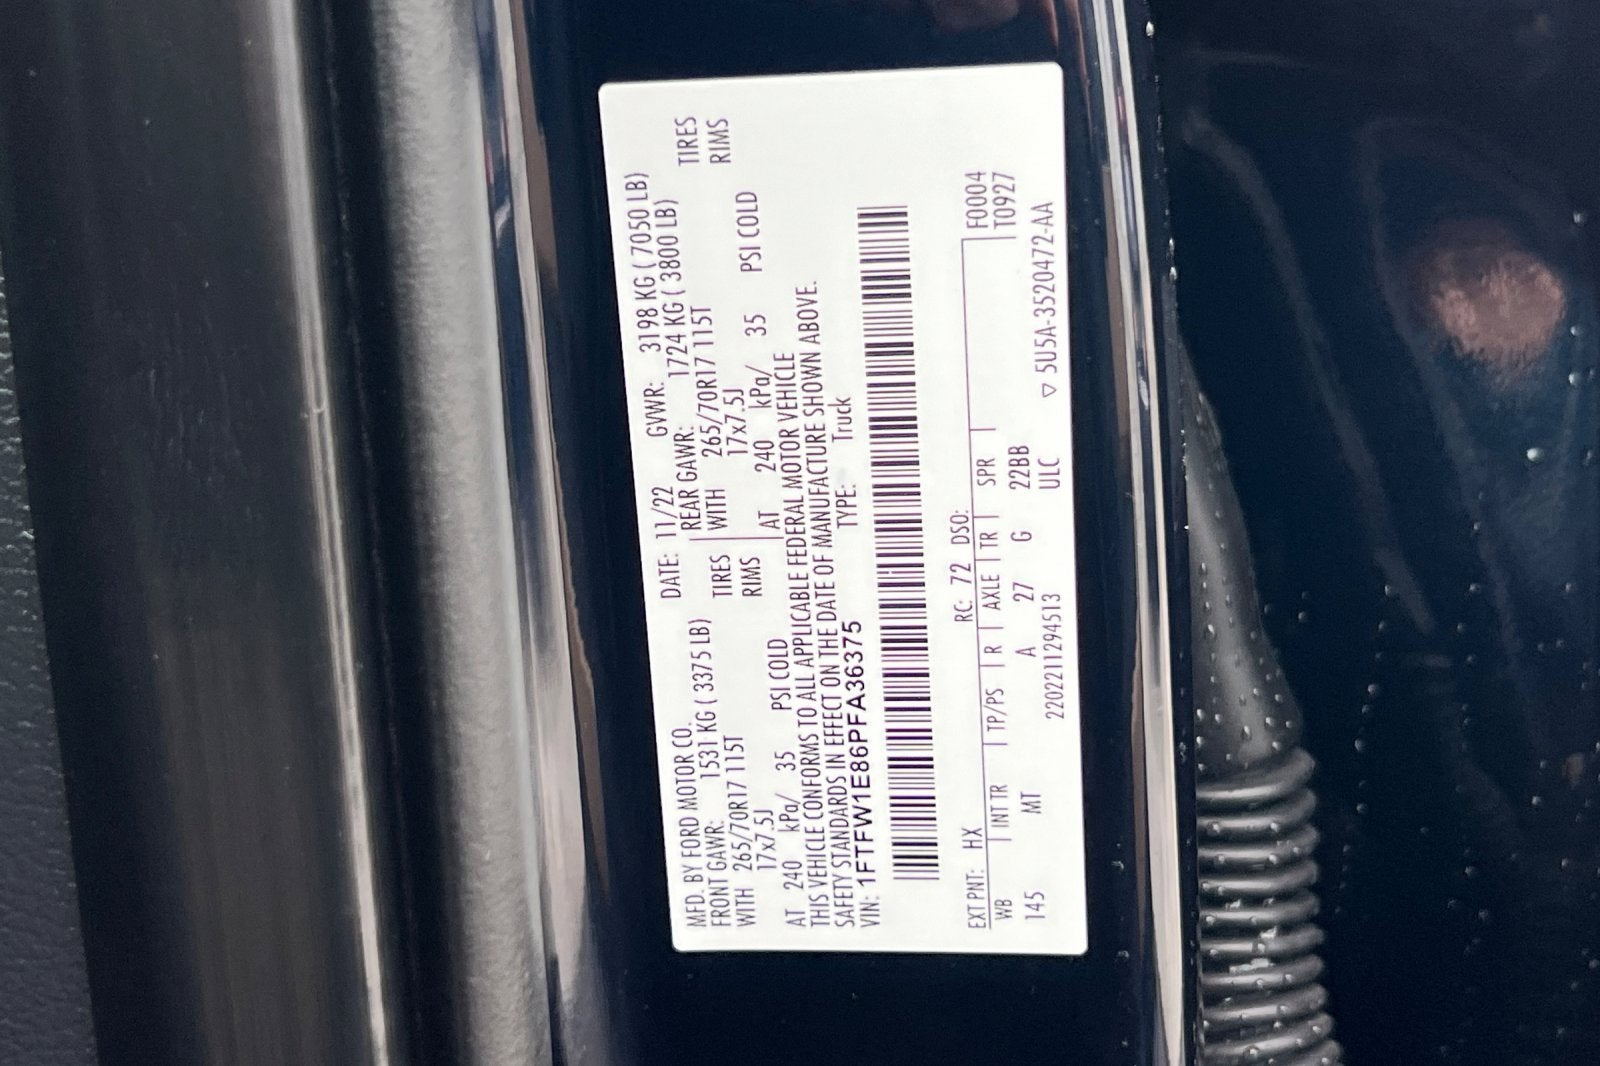 MFD. BY FORD MOTOR CO. DATE: 11/22 GVWR: 3198 KG ( 7050 LB)
FRONT GAWR: 1531 KG ( 3375 LB) REAR GAWR: 1724 KG ( 3800 LB)
WITH 265/70R17 115T TIRES WITH 265/70R17 115T TIRES
17x7.5J RIMS 17x7.5J RIMS
AT 240 kPa/ 35 PSI COLD AT 240 kPa/ 35 PSI COLD
THIS VEHICLE CONFORMS TO ALL APPLICABLE FEDERAL MOTOR VEHICLE
SAFETY STANDARDS IN EFFECT ON THE DATE OF MANUFACTURE SHOWN ABOVE.
VIN: 1FTFW1E86PFA36375 TYPE: Truck
EXT PNT: HX RC: 72 DSO: F0004
WB INT TR TP/PS R AXLE TR SPR T0927
145 MT A 27 G 22BB
220221129451​3 ULC ▽ 5U5A-3520472-AA